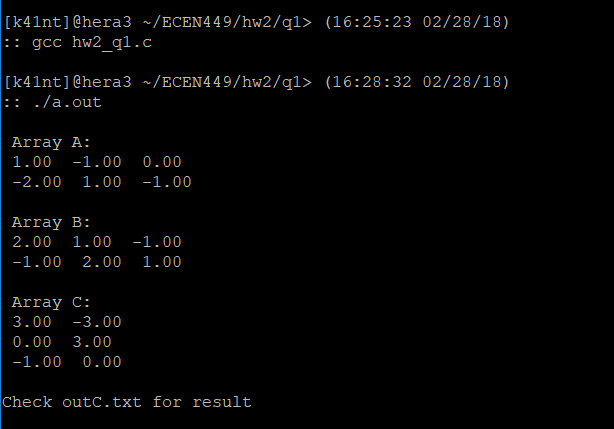 [k41nt]@hera3 ~/ECEN449/hw2/q1> (16:25:23 02/28/18)
:: gcc hw2_q1.c
[k41nt]@hera3 ~/ECEN449/hw2/q1> (16:28:32 02/28/18)
:: ./a.out
Array A:
1.00 -1.00 0.00
-2.00 1.00 -1.00
Array B:
2.00 1.00 -1.00
-1.00 2.00 1.00
Array C:
3.00 -3.00
0.00 3.00
-1.00 0.00
Check outC.txt for result